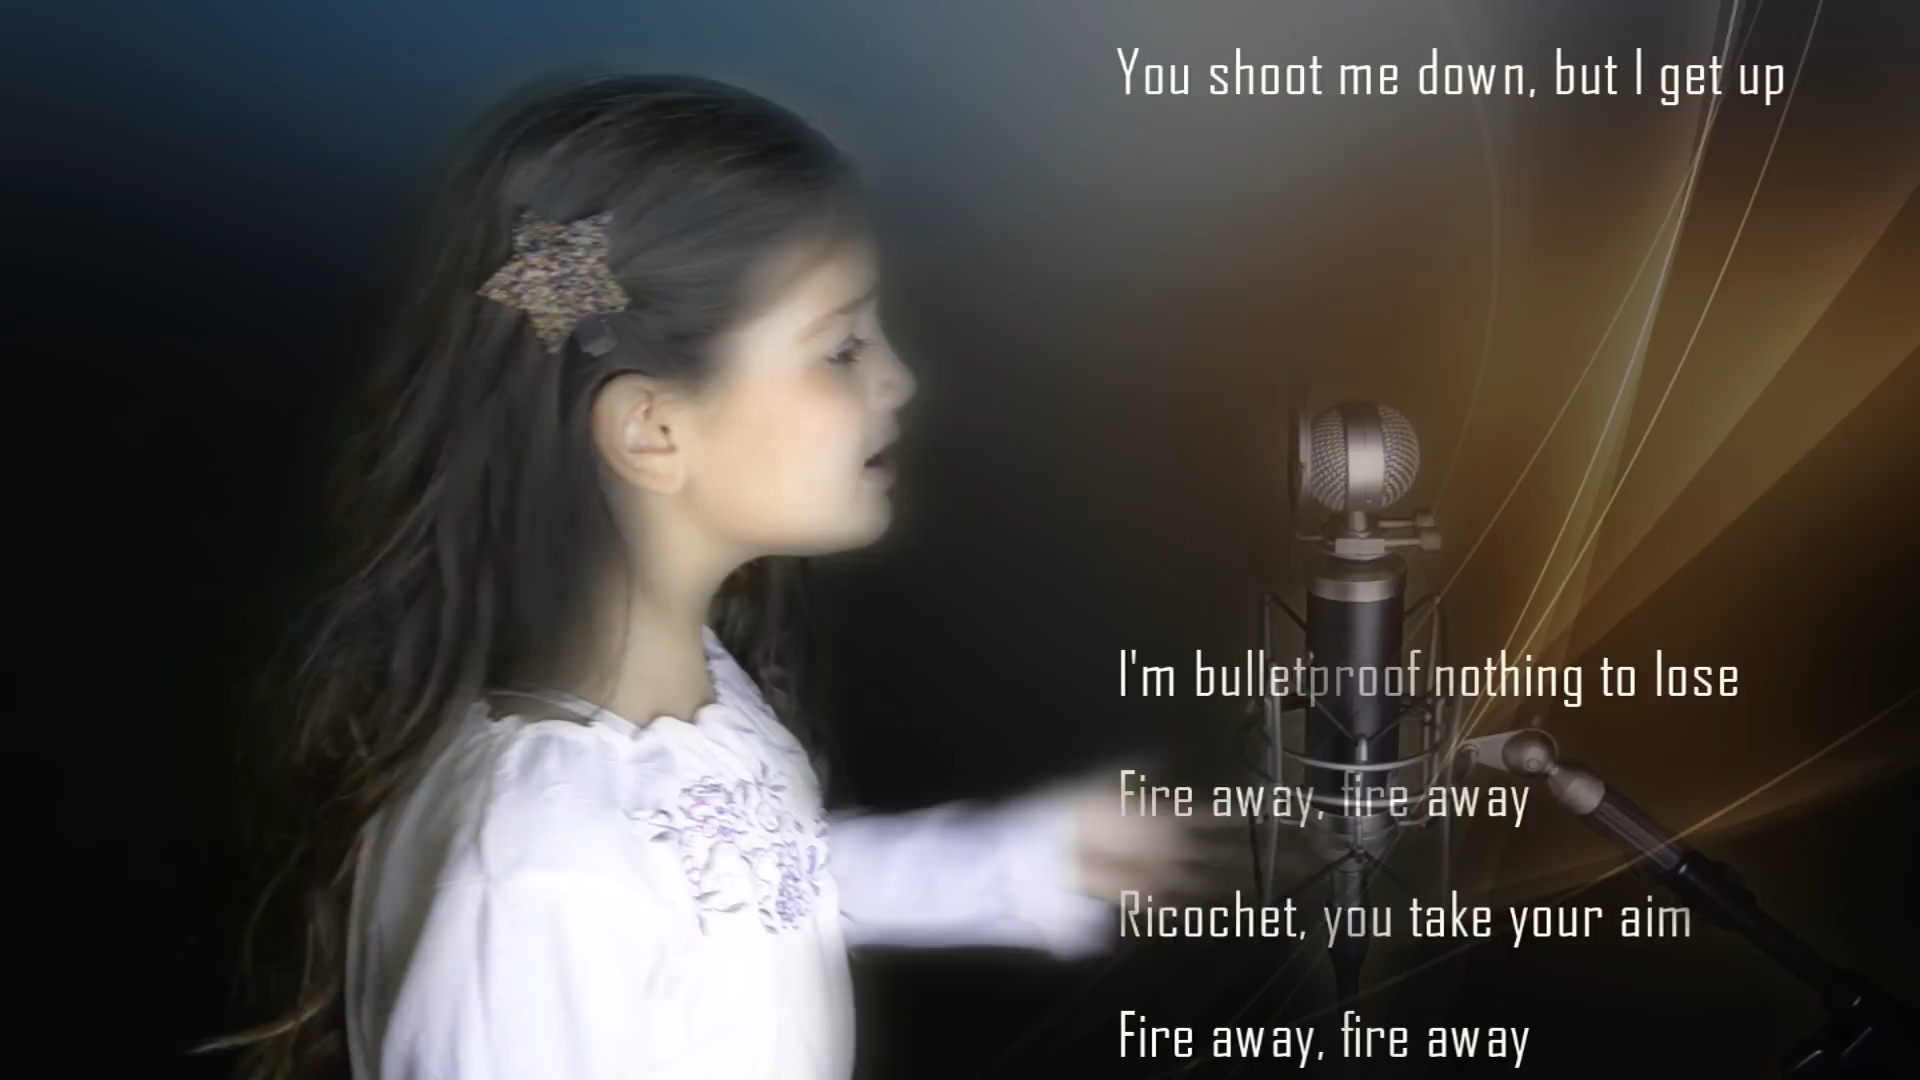 You shoot me down, but I get up
I'm bulletproof nothing to lose
Fire away, fire away
Ricochet, you take your aim
Fire away, fire away